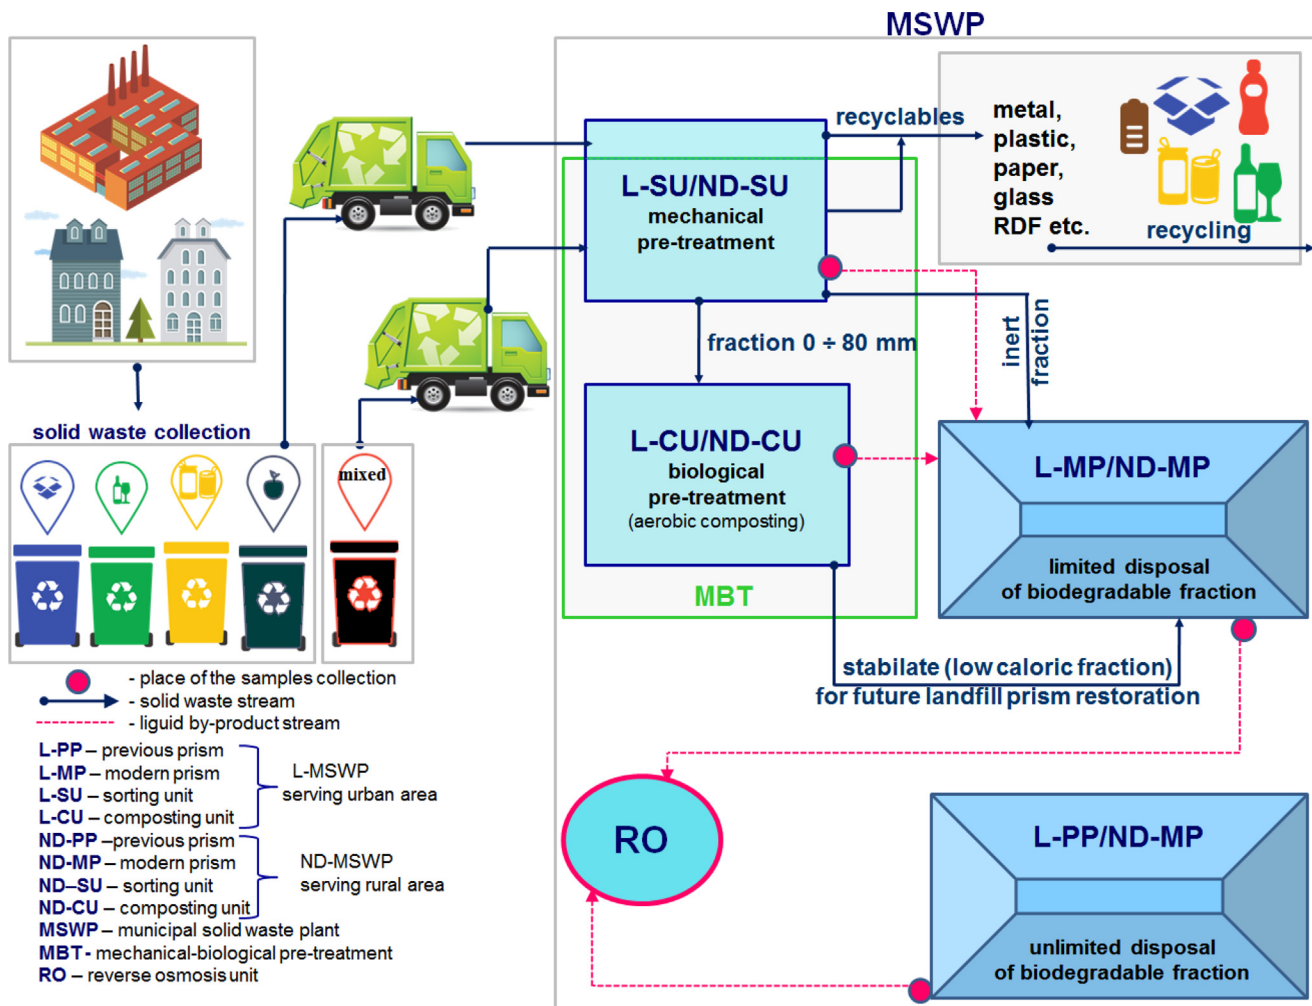 MSWP
recyclables
metal,
plastic,
paper,
glass
RDF etc.
recycling
L-SU/ND-SU
mechanical
pre-treatment
fraction 0 ÷ 80 mm
inert
fraction
L-CU/ND-CU
biological
pre-treatment
(aerobic composting)
MBT
L-MP/ND-MP
limited disposal
of biodegradable fraction
stabilate (low caloric fraction)
for future landfill prism restoration
RO
L-PP/ND-MP
unlimited disposal
of biodegradable fraction
solid waste collection
mixed
- place of the samples collection
- solid waste stream
- liguid by-product stream
L-PP – previous prism
L-MP – modern prism
L-SU – sorting unit
L-CU – composting unit
L-MSWP
serving urban area
ND-PP –previous prism
ND-MP – modern prism
ND–SU – sorting unit
ND-CU – composting unit
ND-MSWP
serving rural area
MSWP – municipal solid waste plant
MBT - mechanical-biological pre-treatment
RO – reverse osmosis unit